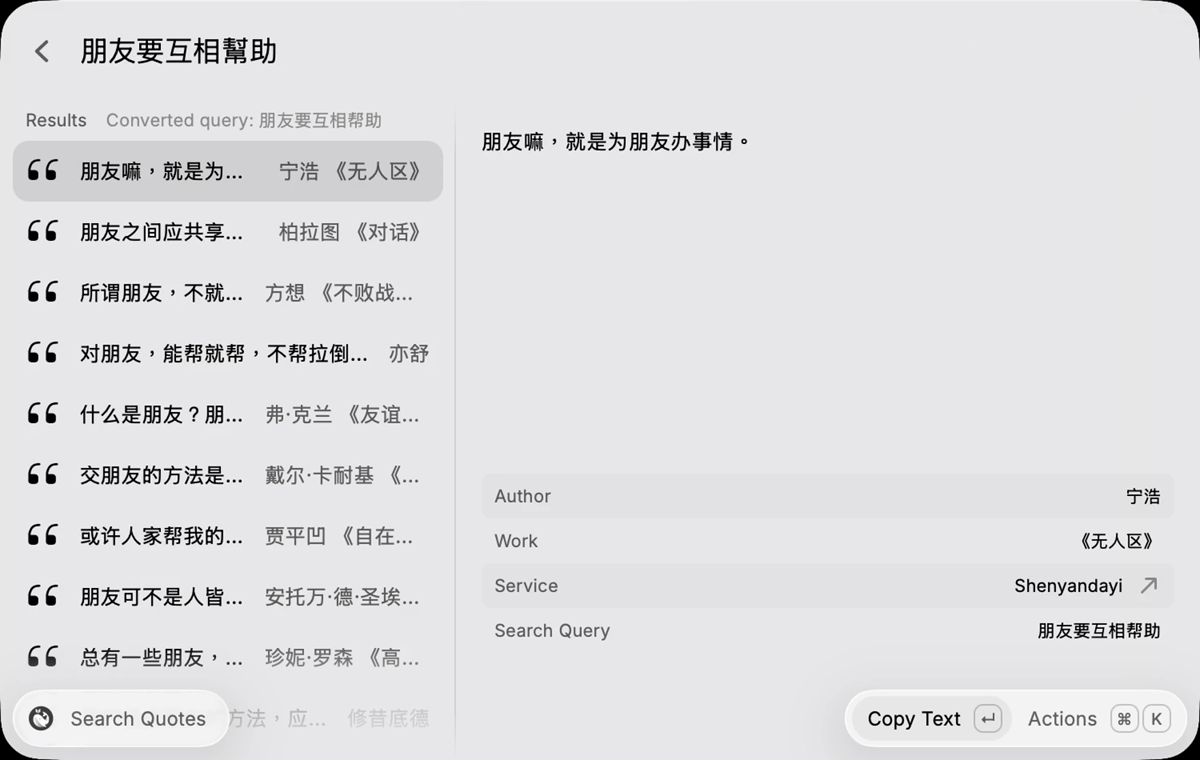 朋友要互相幫助
Results Converted query: 朋友要互相帮助
朋友嘛，就是为... 宁浩 《无人区》
朋友之间应共享... 柏拉图 《对话》
所谓朋友，不就... 方想 《不败战...
对朋友，能帮就帮，不帮拉倒... 亦舒
什么是朋友？朋... 弗·克兰 《友谊...
交朋友的方法是... 戴尔·卡耐基 《...
或许人家帮我的... 贾平凹 《自在...
朋友可不是人皆... 安托万·德·圣埃...
总有一些朋友，... 珍妮·罗森 《高...
方法，应... 修昔底德
Search Quotes
朋友嘛，就是为朋友办事情。
Author 宁浩
Work 《无人区》
Service Shenyandayi
Search Query 朋友要互相帮助
Copy Text ↵ Actions ⌘ K